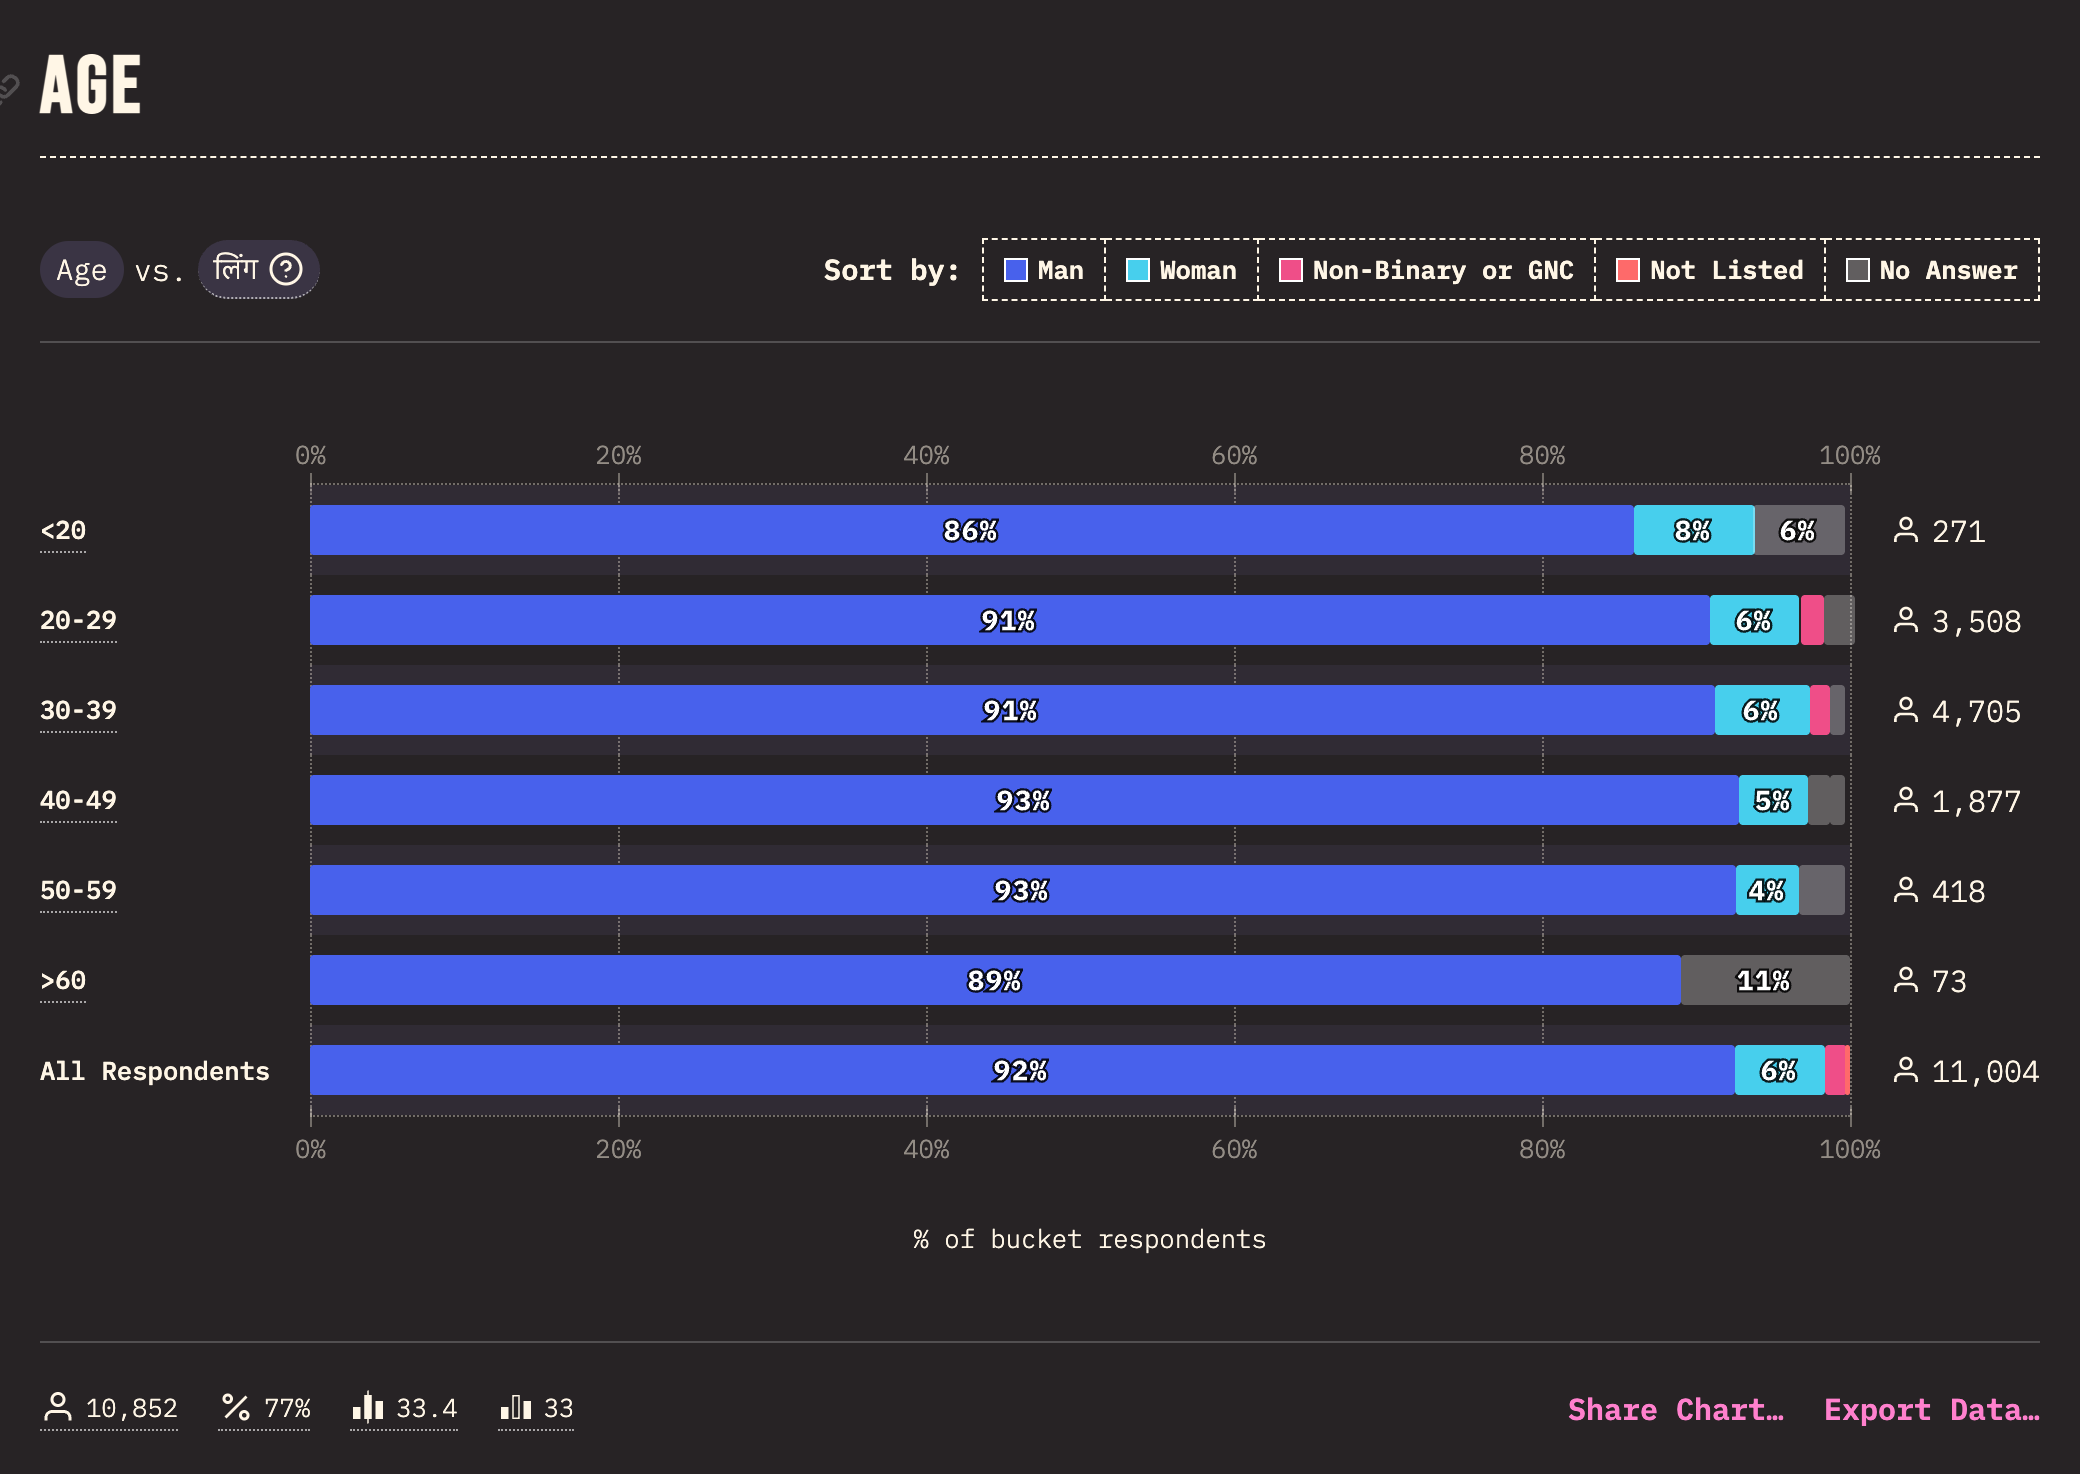 AGE
Age vs. लिंग
Sort by: Man Woman Non-Binary or GNC Not Listed No Answer
0% 20% 40% 60% 80% 100%
<20 86% 8% 6% 271
20-29 91% 6% 3,508
30-39 91% 6% 4,705
40-49 93% 5% 1,877
50-59 93% 4% 418
>60 89% 11% 73
All Respondents 92% 6% 11,004
0% 20% 40% 60% 80% 100%
% of bucket respondents
10,852 77% 33.4 33 Share Chart… Export Data…